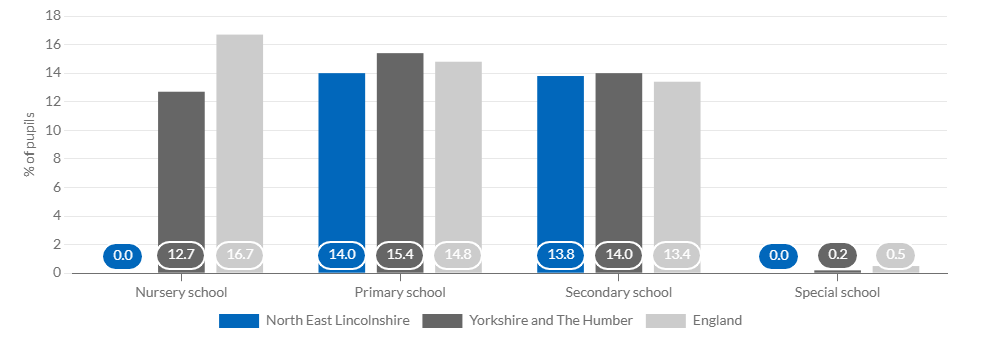 18
16
14
12
10
8
6
4
2
0
% of pupils
0.0 12.7 16.7 14.0 15.4 14.8 13.8 14.0 13.4 0.0 0.2 0.5
Nursery school Primary school Secondary school Special school
North East Lincolnshire Yorkshire and The Humber England